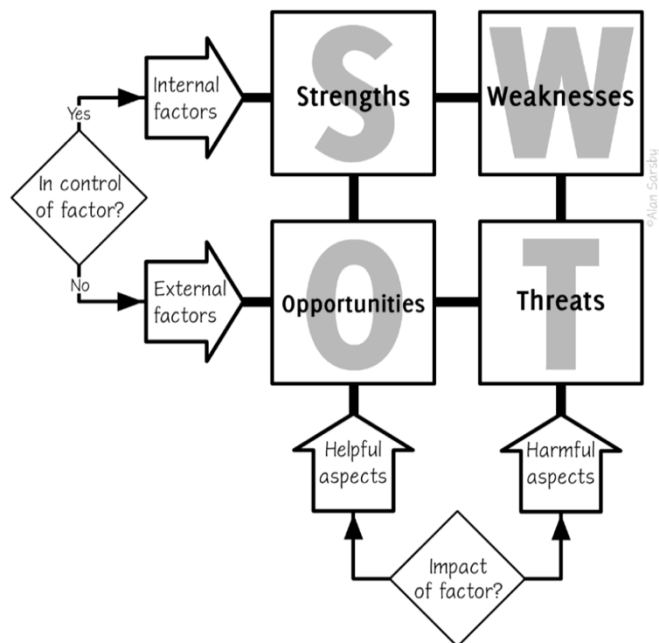 S
Strengths
W
Weaknesses
Internal
factors
Yes
In control
of factor?
No
External
factors
O
Opportunities
T
Threats
Helpful
aspects
Harmful
aspects
Impact
of factor?
©Alan Sarsby